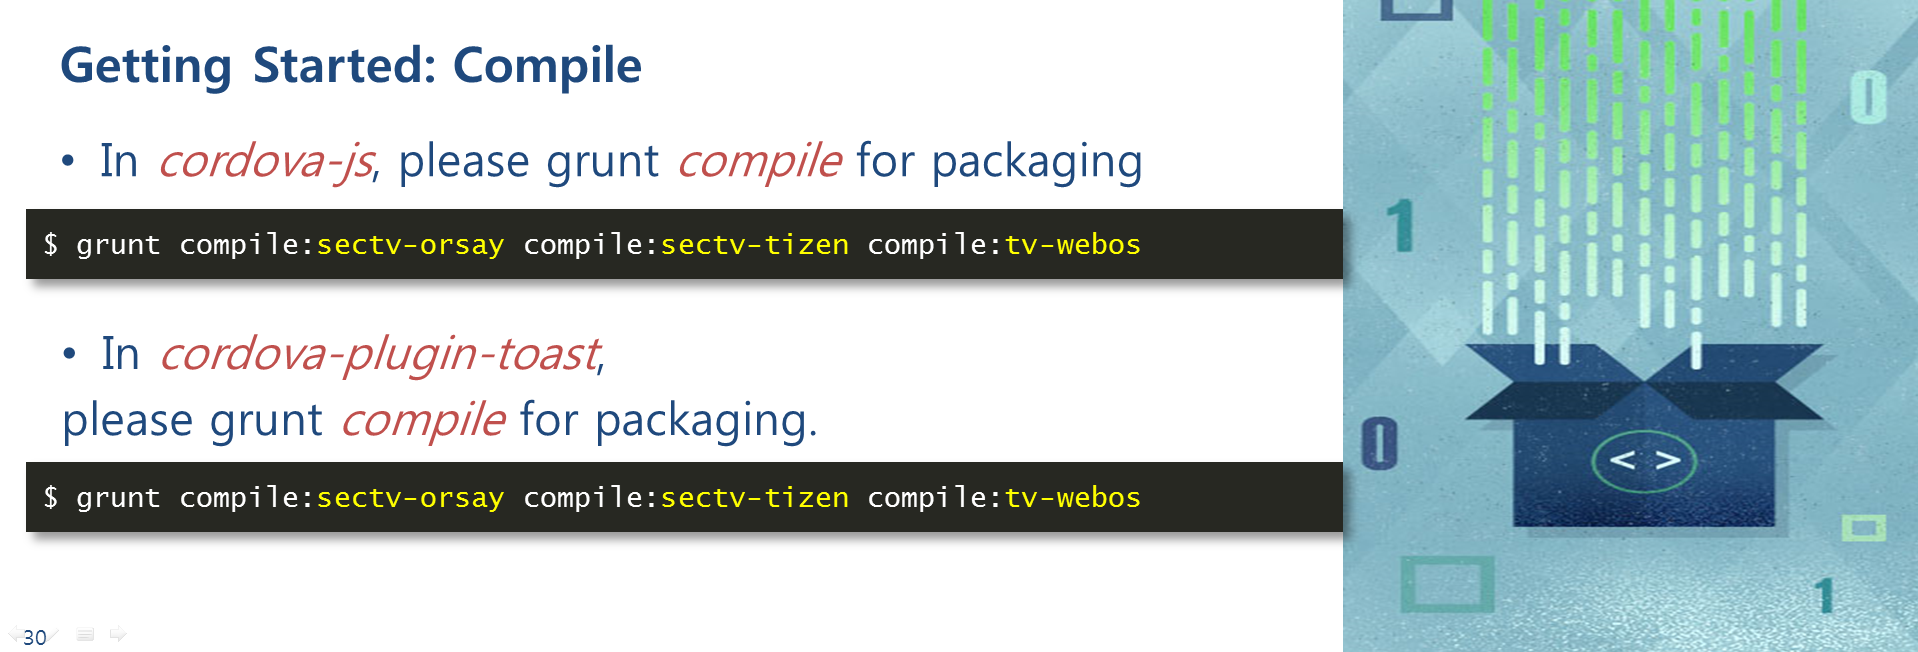 Getting Started: Compile
• In cordova-js, please grunt compile for packaging
$ grunt compile:sectv-orsay compile:sectv-tizen compile:tv-webos
• In cordova-plugin-toast,
please grunt compile for packaging.
$ grunt compile:sectv-orsay compile:sectv-tizen compile:tv-webos
30
0
1
0
< >
1